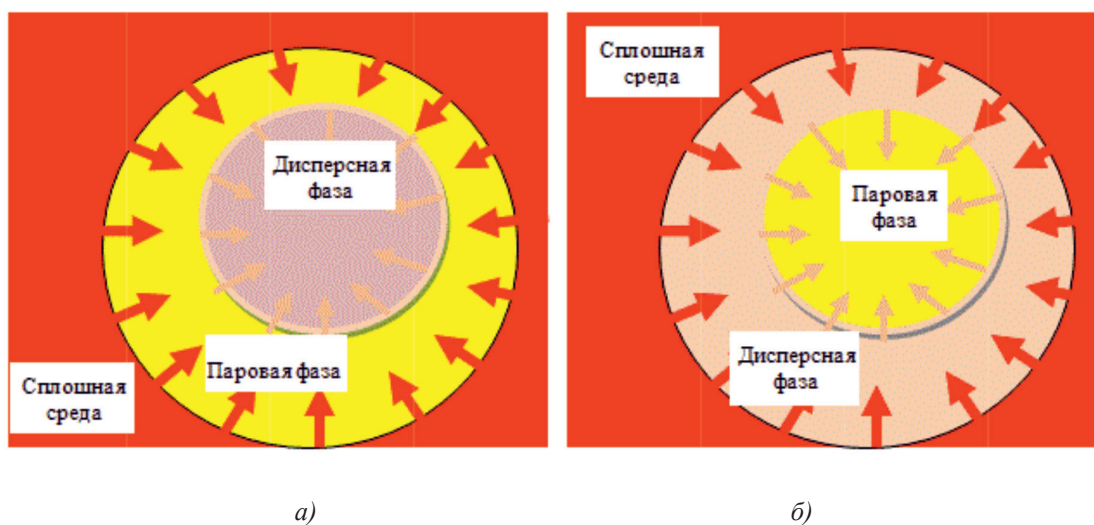 Дисперсная
фаза
Паровая фаза
Сплошная
среда
а)
Сплошная
среда
Паровая
фаза
Дисперсная
фаза
б)